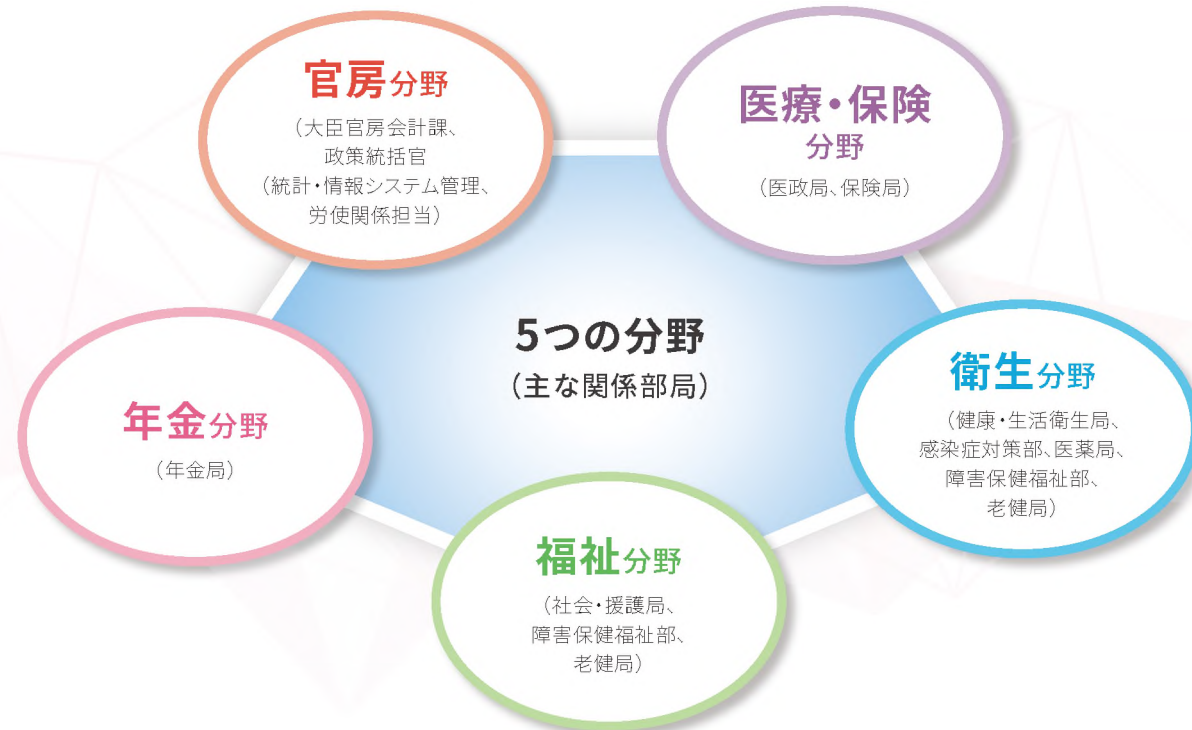 官房分野
(大臣官房会計課、
政策統括官
(統計・情報システム管理、
労使関係担当)
医療・保険
分野
(医政局、保険局)
5つの分野
(主な関係部局)
年金分野
(年金局)
衛生分野
(健康・生活衛生局、
感染症対策部、医薬局、
障害保健福祉部、
老健局)
福祉分野
(社会・援護局、
障害保健福祉部、
老健局)